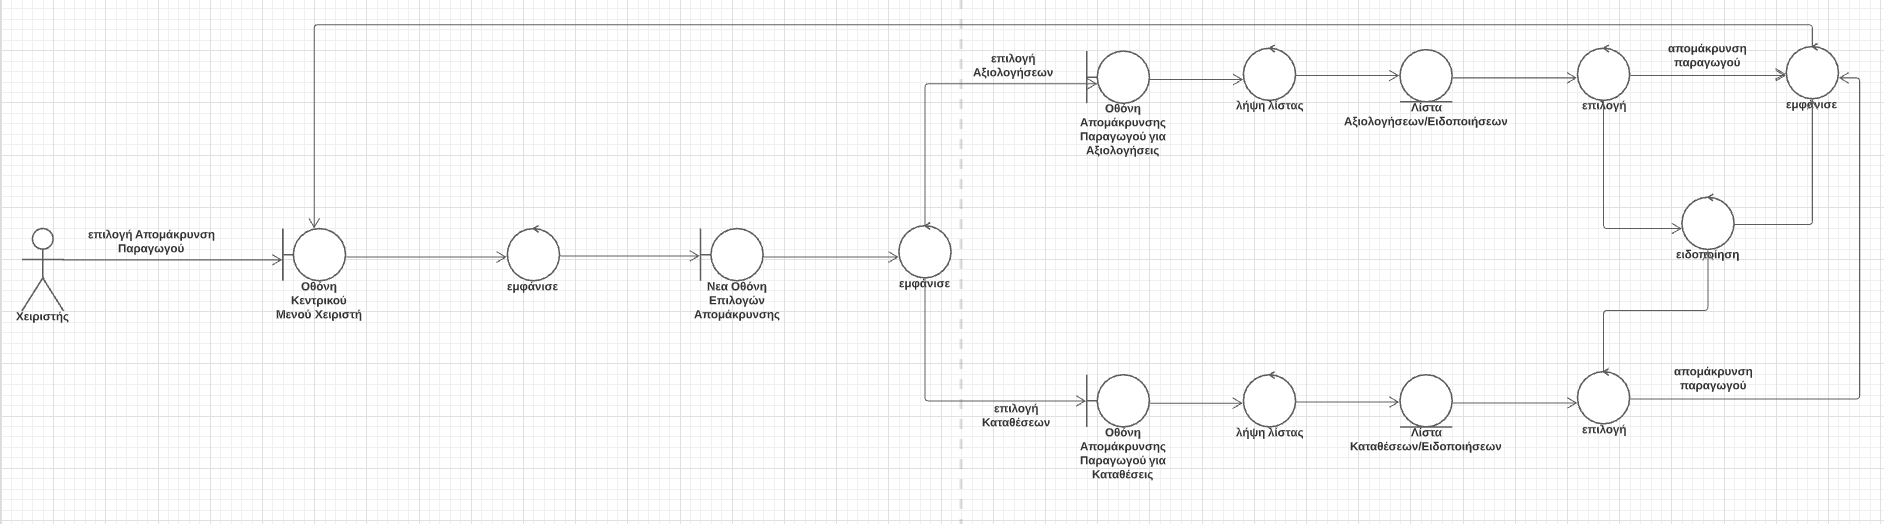 Χειριστής
επιλογή Απομάκρυνση
Παραγωγού
Οθόνη
Κεντρικού
Μενού Χειριστή
εμφάνισε
Νεα Οθόνη
Επιλογών
Απομάκρυνσης
εμφάνισε
επιλογή
Αξιολογήσεων
Οθόνη
Απομάκρυνσης
Παραγωγού για
Αξιολογήσεις
λήψη λίστας
Λίστα
Αξιολογήσεων/Ειδοποιήσεων
επιλογή
απομάκρυνση
παραγωγού
εμφάνισε
ειδοποίηση
επιλογή
Καταθέσεων
Οθόνη
Απομάκρυνσης
Παραγωγού για
Καταθέσεις
λήψη λίστας
Λίστα
Καταθέσεων/Ειδοποιήσεων
επιλογή
απομάκρυνση
παραγωγού